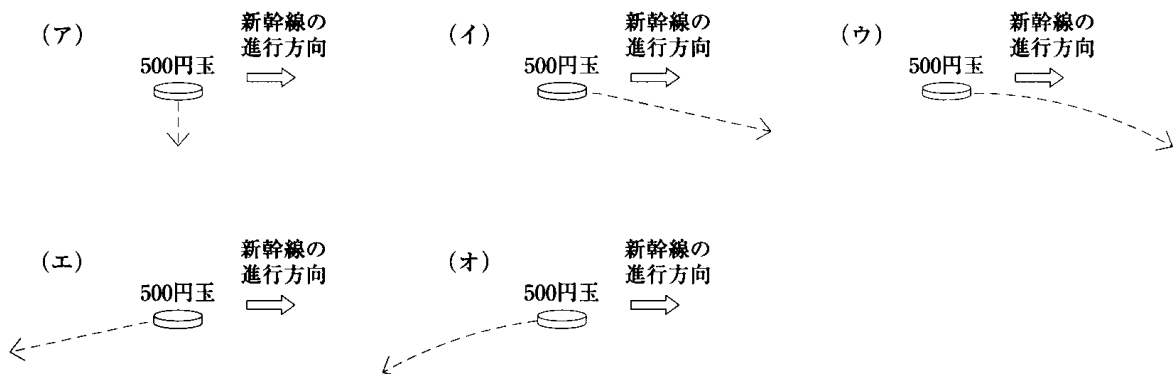 （ア）
新幹線の
進行方向
500円玉
（イ）
新幹線の
進行方向
500円玉
（ウ）
新幹線の
進行方向
500円玉
（エ）
新幹線の
進行方向
500円玉
（オ）
新幹線の
進行方向
500円玉